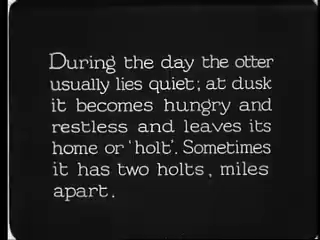 During the day the otter
usually lies quiet; at dusk
it becomes hungry and
restless and leaves its
home or 'holt'. Sometimes
it has two holts, miles
apart.